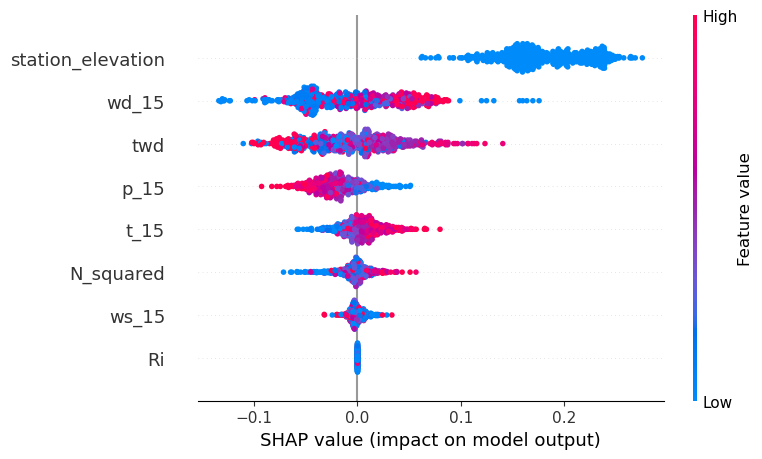 High
station_elevation
wd_15
twd
p_15
t_15
N_squared
ws_15
Ri
Feature value
Low
−0.1 0.0 0.1 0.2
SHAP value (impact on model output)